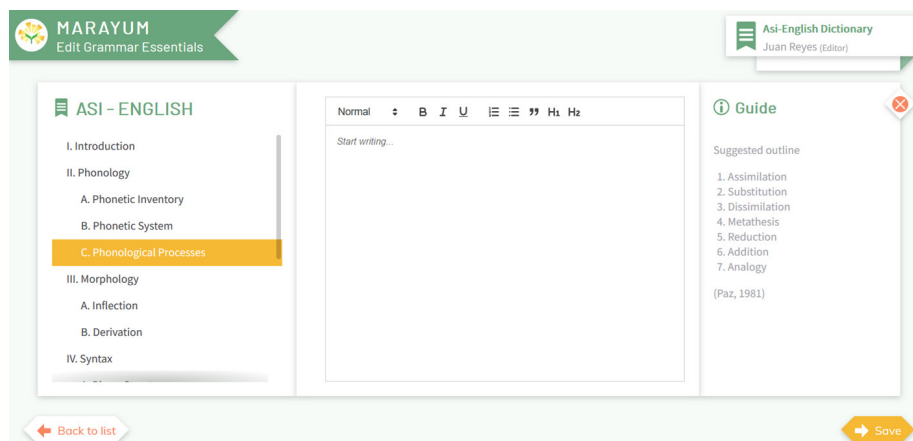 MARAYUM
Edit Grammar Essentials
Asi-English Dictionary
Juan Reyes (Editor)
ASI - ENGLISH
I. Introduction
II. Phonology
A. Phonetic Inventory
B. Phonetic System
C. Phonological Processes
III. Morphology
A. Inflection
B. Derivation
IV. Syntax
Normal B I U H1 H2
Start writing...
Guide
Suggested outline
1. Assimilation
2. Substitution
3. Dissimilation
4. Metathesis
5. Reduction
6. Addition
7. Analogy
(Paz, 1981)
Back to list
Save